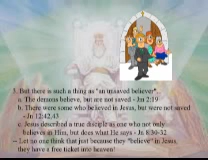 3. But there is such a thing as "an unsaved believer".
a. The demons believe, but are not saved - Jm 2:19
b. There were some who believed in Jesus, but were not saved
- Jn 12:42,43
c. Jesus described a true disciple as one who not only
believes in Him, but does what He says - Jn 8:30-32
-- Let no one think that just because they "believe" in Jesus,
they have a free ticket into heaven!